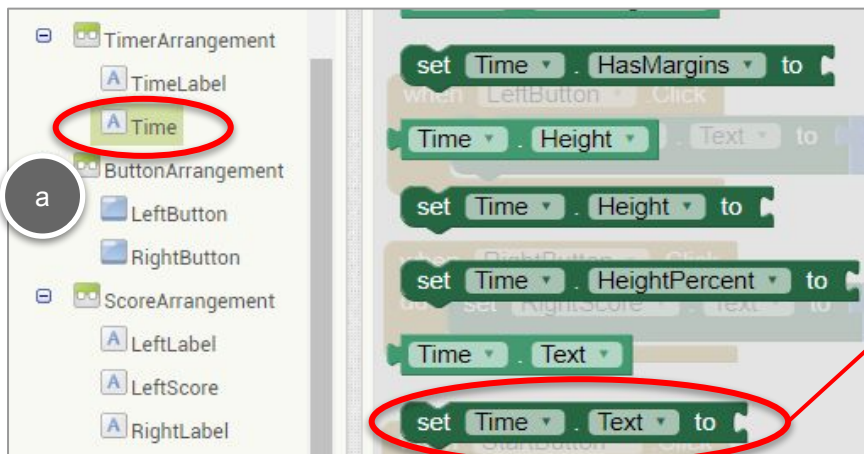 TimerArrangement
A TimeLabel
A Time
ButtonArrangement
a
LeftButton
RightButton
ScoreArrangement
A LeftLabel
A LeftScore
A RightLabel
set Time . HasMargins to
when LeftButton . Click
Time . Height . Text to
set Time . Height to
when RightButton . Click
set Time . HeightPercent to
do set RightScore . Text to
Time . Text
set Time . Text to
StartButton . Click